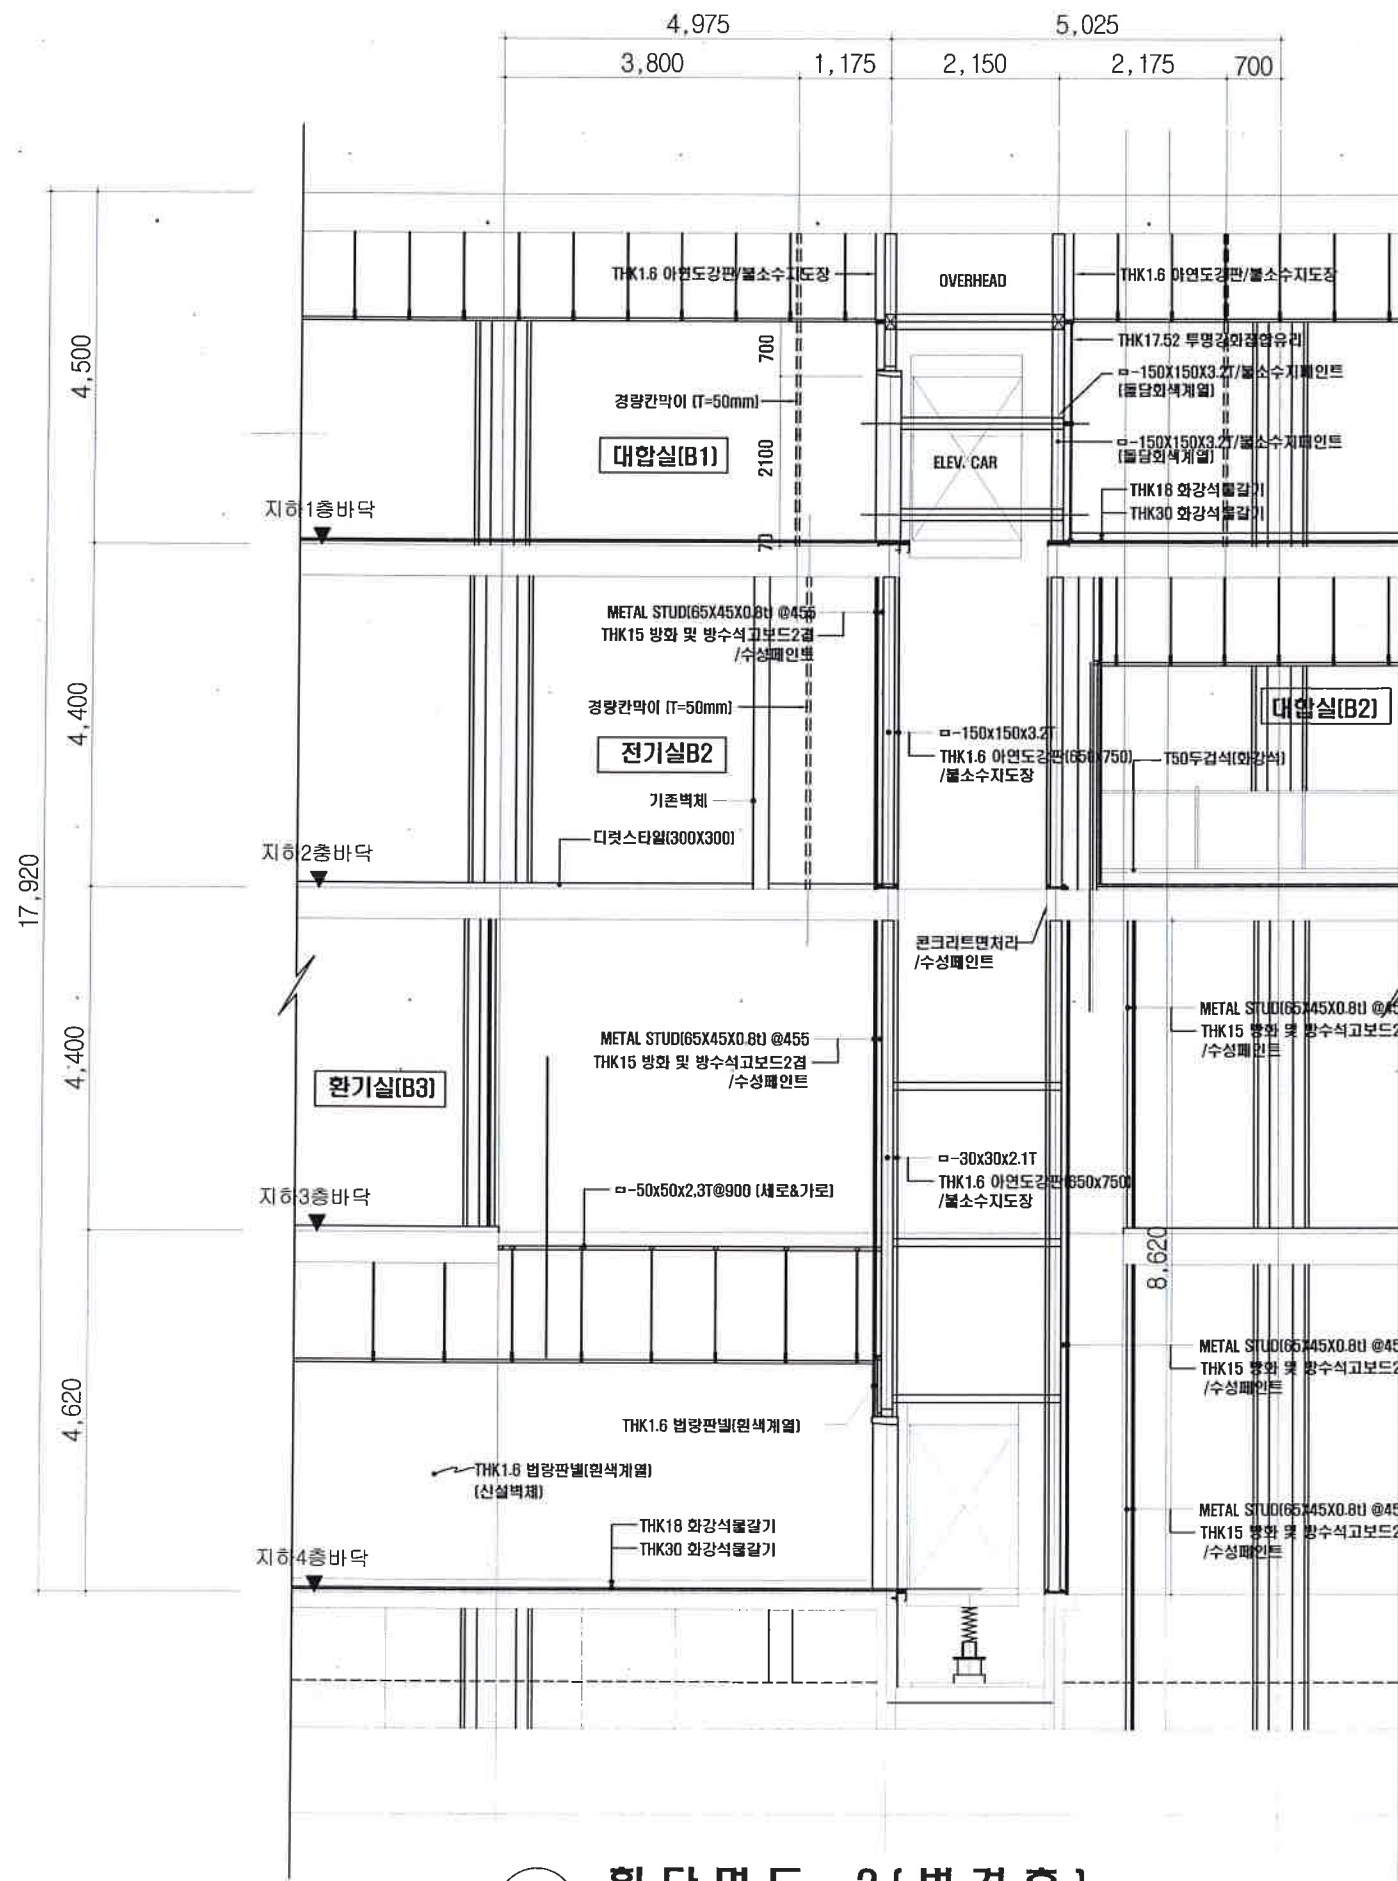 4,975
5,025
3,800
1,175
2,150
2,175
700
THK1.6 아연도강판/불소수지도장
OVERHEAD
THK1.6 아연도강판/불소수지도장
THK17.52 투명강화접합유리
4,500
700
ㅁ-150X150X3.2T/불소수지페인트
(돌담회색계열)
경량칸막이 (T=50mm)
대합실(B1)
2100
ELEV. CAR
ㅁ-150X150X3.2T/불소수지페인트
(돌담회색계열)
THK18 화강석물갈기
THK30 화강석물갈기
지하1층바닥
70
METAL STUD(65X45X0.8t) @455
THK15 방화 및 방수석고보드2겹
/수성페인트
4,400
경량칸막이 (T=50mm)
대합실(B2)
전기실B2
ㅁ-150x150x3.2T
THK1.6 아연도강판(650x750)
/불소수지도장
T50두겁석(화강석)
기존벽체
디럿스타일(300X300)
지하2층바닥
17,920
콘크리트면처리
/수성페인트
METAL STUD(65X45X0.8t) @45
THK15 방화 및 방수석고보드2
/수성페인트
METAL STUD(65X45X0.8t) @455
THK15 방화 및 방수석고보드2겹
/수성페인트
4,400
환기실(B3)
ㅁ-30x30x2.1T
THK1.6 아연도강판(650x750)
/불소수지도장
ㅁ-50x50x2,3T@900 (세로&가로)
지하3층바닥
8,620
METAL STUD(65X45X0.8t) @45
THK15 방화 및 방수석고보드2
/수성페인트
4,620
THK1.6 법랑판넬(흰색계열)
THK1.6 법랑판넬(흰색계열)
(신설벽체)
METAL STUD(65X45X0.8t) @45
THK15 방화 및 방수석고보드2
/수성페인트
THK18 화강석물갈기
THK30 화강석물갈기
지하4층바닥